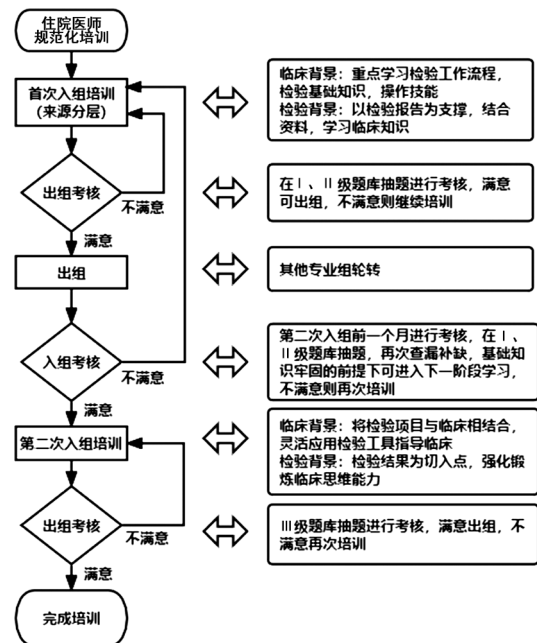 住院医师
规范化培训
首次入组培训
(来源分层)
临床背景：重点学习检验工作流程，
检验基础知识，操作技能
检验背景：以检验报告为支撑，结合
资料，学习临床知识
出组考核
不满意
满意
在Ⅰ、Ⅱ级题库抽题进行考核，满意
可出组，不满意则继续培训
出组
其他专业组轮转
入组考核
不满意
满意
第二次入组前一个月进行考核，在Ⅰ、
Ⅱ级题库抽题，再次查漏补缺，基础知
识牢固的前提下可进入下一阶段学习，
不满意则再次培训
第二次入组培训
临床背景：将检验项目与临床相结合，
灵活应用检验工具指导临床
检验背景：检验结果为切入点，强化锻
炼临床思维能力
出组考核
不满意
满意
Ⅲ级题库抽题进行考核，满意出组，不
满意再次培训
完成培训